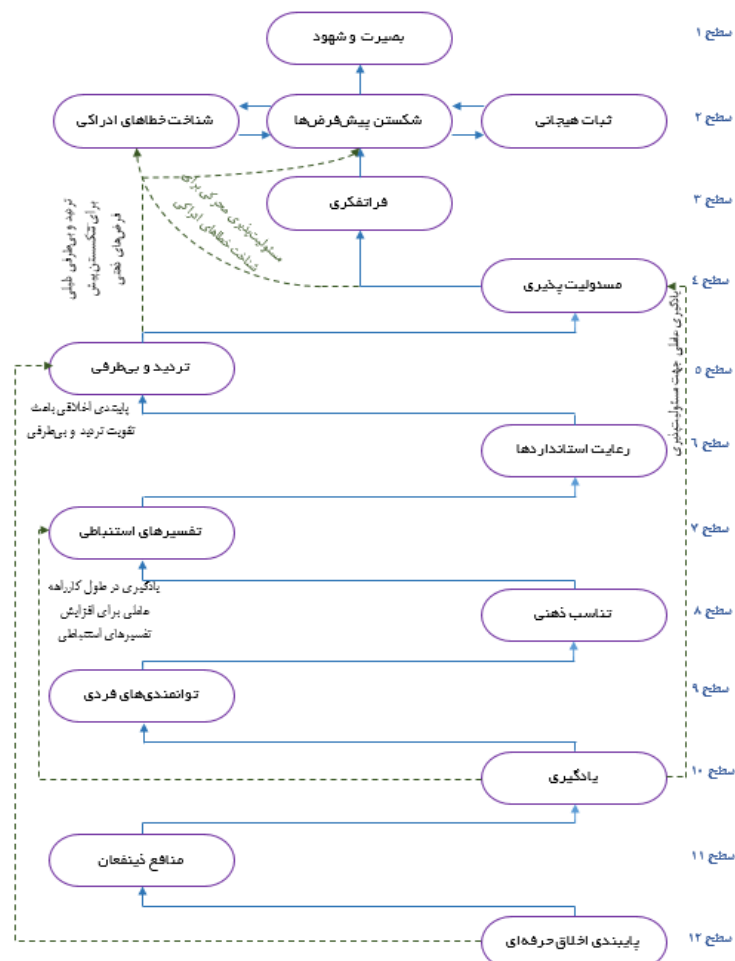 بصیرت و شهود
سطح ۱
شناخت خطاهای ادراکی
شکستن پیش‌فرض‌ها
ثبات هیجانی
سطح ۲
فراتفکری
سطح ۳
مسئولیت‌پذیری محرکی برای
شناخت خطاهای ادراکی
تردید و بی‌طرفی عاملی
برای شکستن پیش
فرض‌های ذهنی
مسئولیت پذیری
سطح ٤
یادگیری عاملی جهت مسئولیت‌پذیری
تردید و بی‌طرفی
سطح ٥
پایبندی اخلاقی باعث
تقویت تردید و بی‌طرفی
رعایت استانداردها
سطح ٦
تفسیرهای استنباطی
سطح ۷
یادگیری در طول کارراهه
عاملی برای افزایش
تفسیرهای استنباطی
تناسب ذهنی
سطح ۸
توانمندی‌های فردی
سطح ۹
یادگیری
سطح ۱۰
منافع ذینفعان
سطح ۱۱
پایبندی اخلاق حرفه‌ای
سطح ۱۲